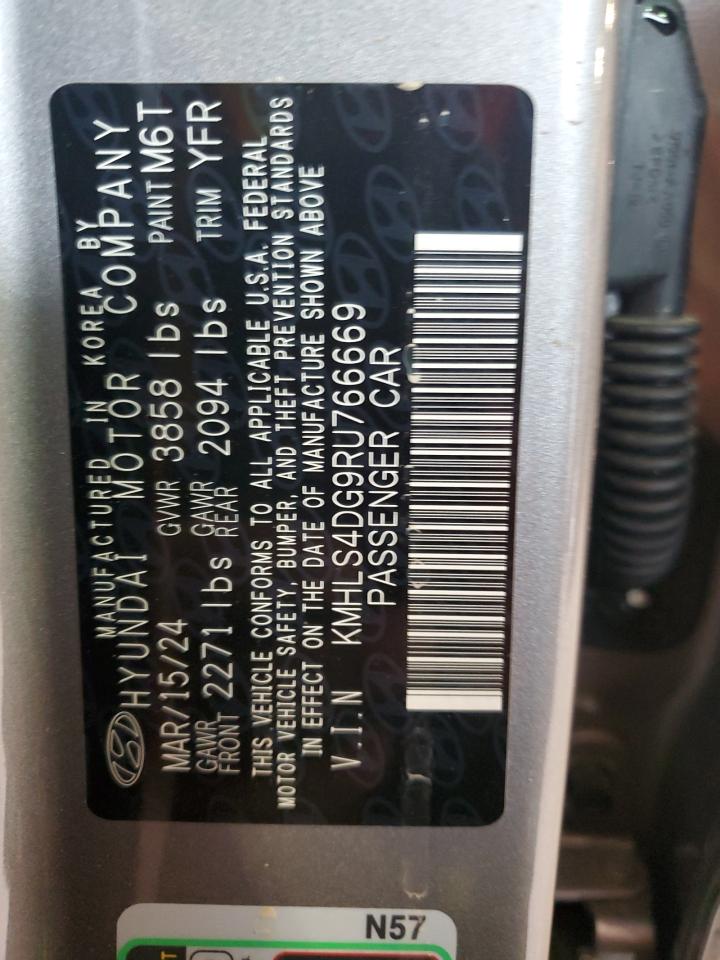 MANUFACTURED IN KOREA BY
HYUNDAI MOTOR COMPANY
MAR/15/24 GVWR 3858 lbs PAINT M6T
GAWR FRONT 2271 lbs GAWR REAR 2094 lbs TRIM YFR
THIS VEHICLE CONFORMS TO ALL APPLICABLE U.S.A. FEDERAL
MOTOR VEHICLE SAFETY, BUMPER, AND THEFT PREVENTION STANDARDS
IN EFFECT ON THE DATE OF MANUFACTURE SHOWN ABOVE
V.I.N KMHLS4DG9RU766669
PASSENGER CAR
N57